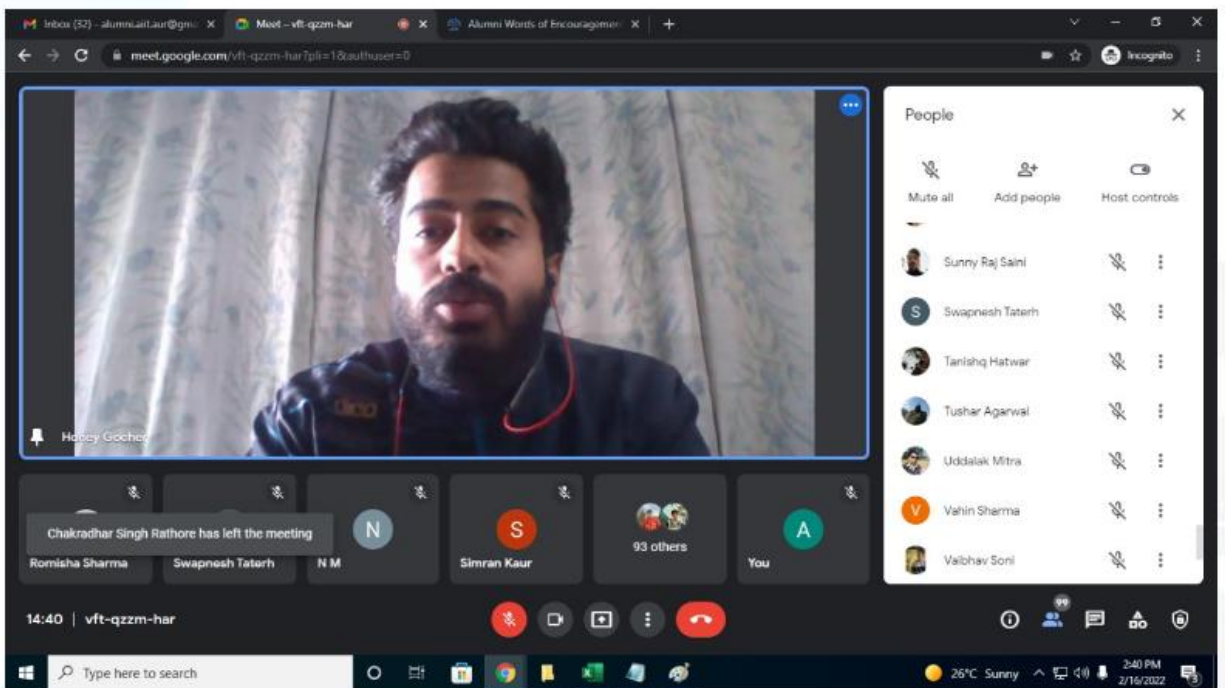 Inbox (32) - alumni.aiit.aur@gm
Meet – vft-qzzm-har
Alumni Words of Encouragemen
meet.google.com/vft-qzzm-har?pli=1&authuser=0
Incognito
People
Mute all
Add people
Host controls
Sunny Raj Saini
Swapnesh Taterh
Tanishq Hatwar
Tushar Agarwal
Uddalak Mitra
Vahin Sharma
Vaibhav Soni
dino
Honey Gocher
Chakradhar Singh Rathore has left the meeting
N
S
93 others
A
Romisha Sharma
Swapnesh Taterh
N M
Simran Kaur
You
S
V
14:40 | vft-qzzm-har
99
Type here to search
26°C Sunny
2:40 PM
2/16/2022
3